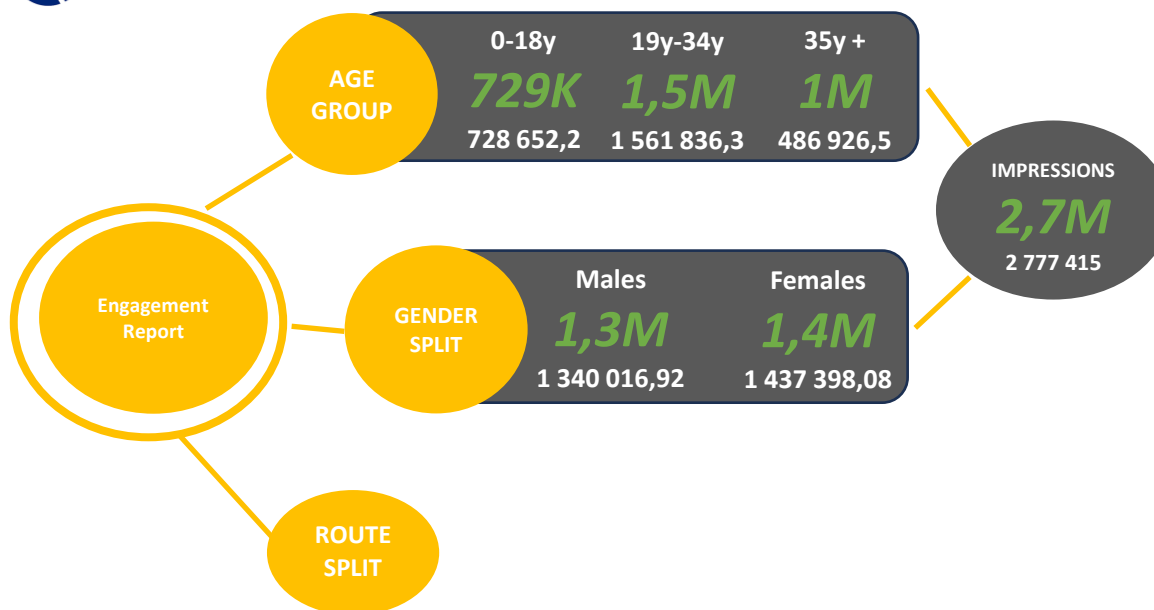 0-18y 19y-34y 35y +
AGE
GROUP
729K 1,5M 1M
728 652,2 1 561 836,3 486 926,5
IMPRESSIONS
2,7M
2 777 415
Engagement
Report
GENDER
SPLIT
Males Females
1,3M 1,4M
1 340 016,92 1 437 398,08
ROUTE
SPLIT